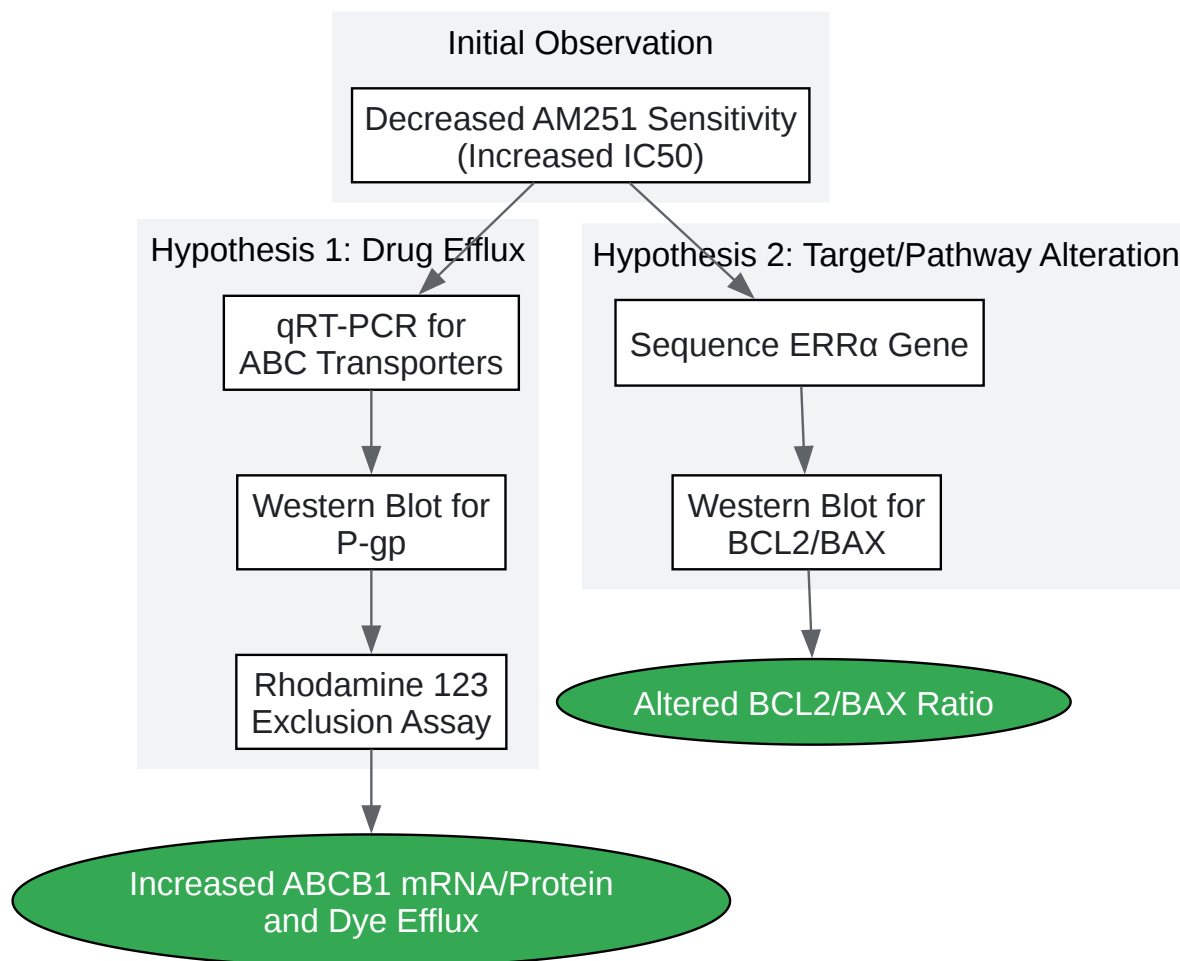 Initial Observation
Decreased AM251 Sensitivity
(Increased IC50)
Hypothesis 1: Drug Efflux
qRT-PCR for
ABC Transporters
Western Blot for
P-gp
Rhodamine 123
Exclusion Assay
Increased ABCB1 mRNA/Protein
and Dye Efflux
Hypothesis 2: Target/Pathway Alteration
Sequence ERRα Gene
Western Blot for
BCL2/BAX
Altered BCL2/BAX Ratio